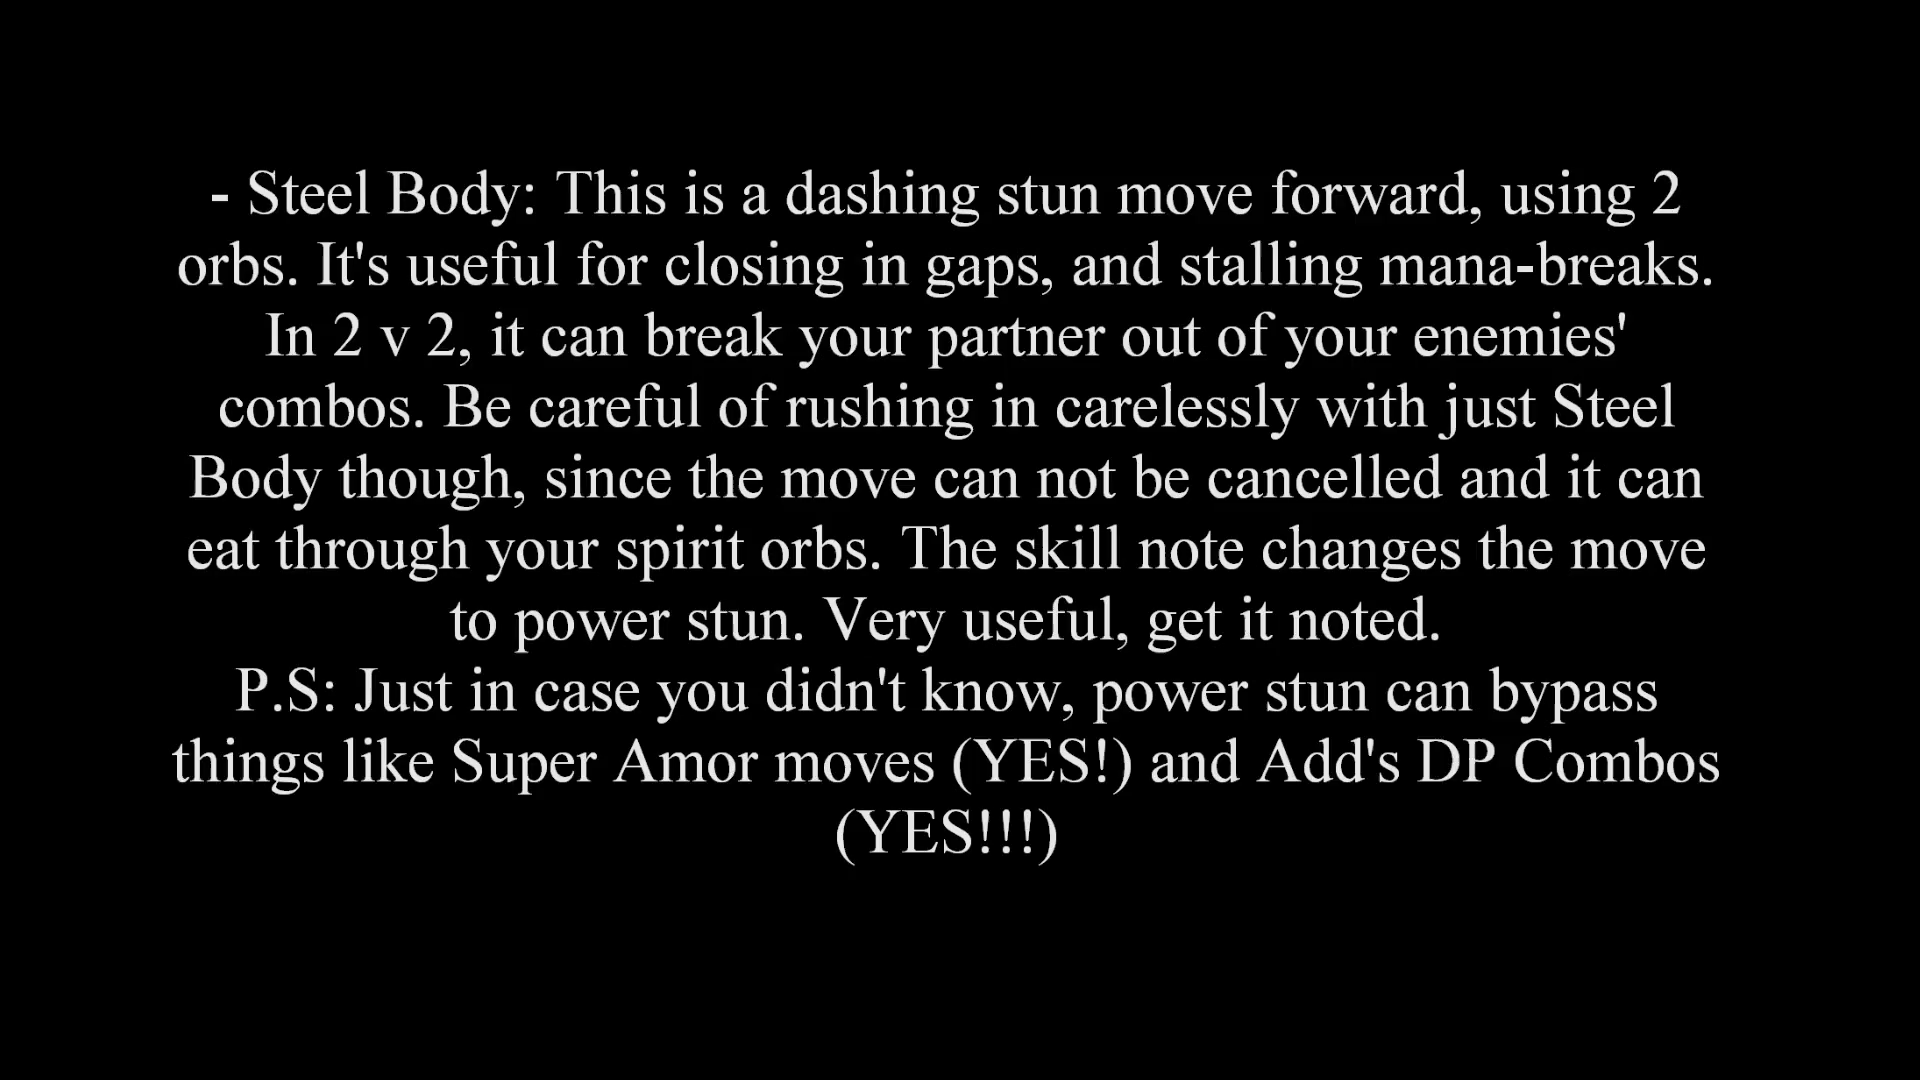 - Steel Body: This is a dashing stun move forward, using 2
orbs. It's useful for closing in gaps, and stalling mana-breaks.
In 2 v 2, it can break your partner out of your enemies'
combos. Be careful of rushing in carelessly with just Steel
Body though, since the move can not be cancelled and it can
eat through your spirit orbs. The skill note changes the move
to power stun. Very useful, get it noted.
P.S: Just in case you didn't know, power stun can bypass
things like Super Amor moves (YES!) and Add's DP Combos
(YES!!!)